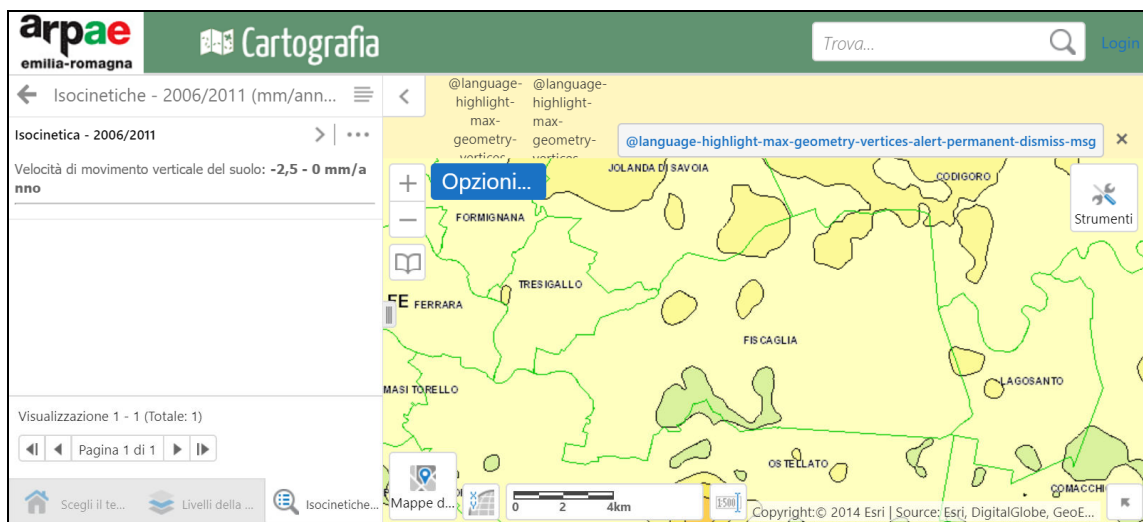 arpae
emilia-romagna
Cartografia
Trova...
Login
Isocinetiche - 2006/2011 (mm/ann...
Isocinetica - 2006/2011
Velocità di movimento verticale del suolo: -2,5 - 0 mm/a
nno
Visualizzazione 1 - 1 (Totale: 1)
Pagina 1 di 1
Scegli il te...
Livelli della ...
Isocinetiche...
@language-
highlight-
max-
geometry-
vertices
@language-
highlight-
max-
geometry-
vertices
@language-highlight-max-geometry-vertices-alert-permanent-dismiss-msg
Opzioni...
Strumenti
JOLANDA DI SAVOIA
CODIGORO
FORMIGNANA
TRESIGALLO
FE FERRARA
FISCAGLIA
LAGOSANTO
MASI TORELLO
OSTELLATO
COMACCHI
Mappe d...
X
Y
0 2 4km
1:500
Copyright:© 2014 Esri | Source: Esri, DigitalGlobe, GeoE...